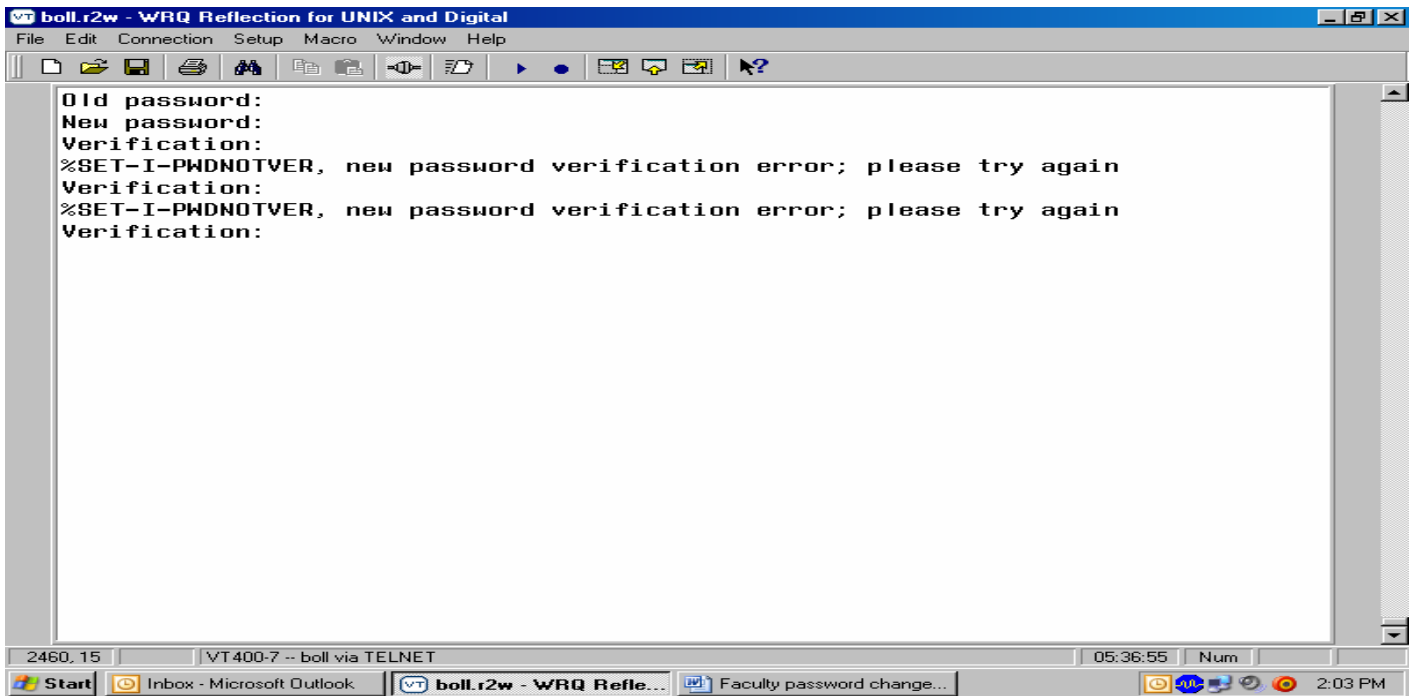 boll.r2w - WRQ Reflection for UNIX and Digital
File Edit Connection Setup Macro Window Help
Old password:
New password:
Verification:
%SET-I-PWDNOTVER, new password verification error; please try again
Verification:
%SET-I-PWDNOTVER, new password verification error; please try again
Verification:
2460, 15 VT400-7 -- boll via TELNET 05:36:55 Num
Start Inbox - Microsoft Outlook VT boll.r2w - WRQ Refle... Faculty password change... 2:03 PM